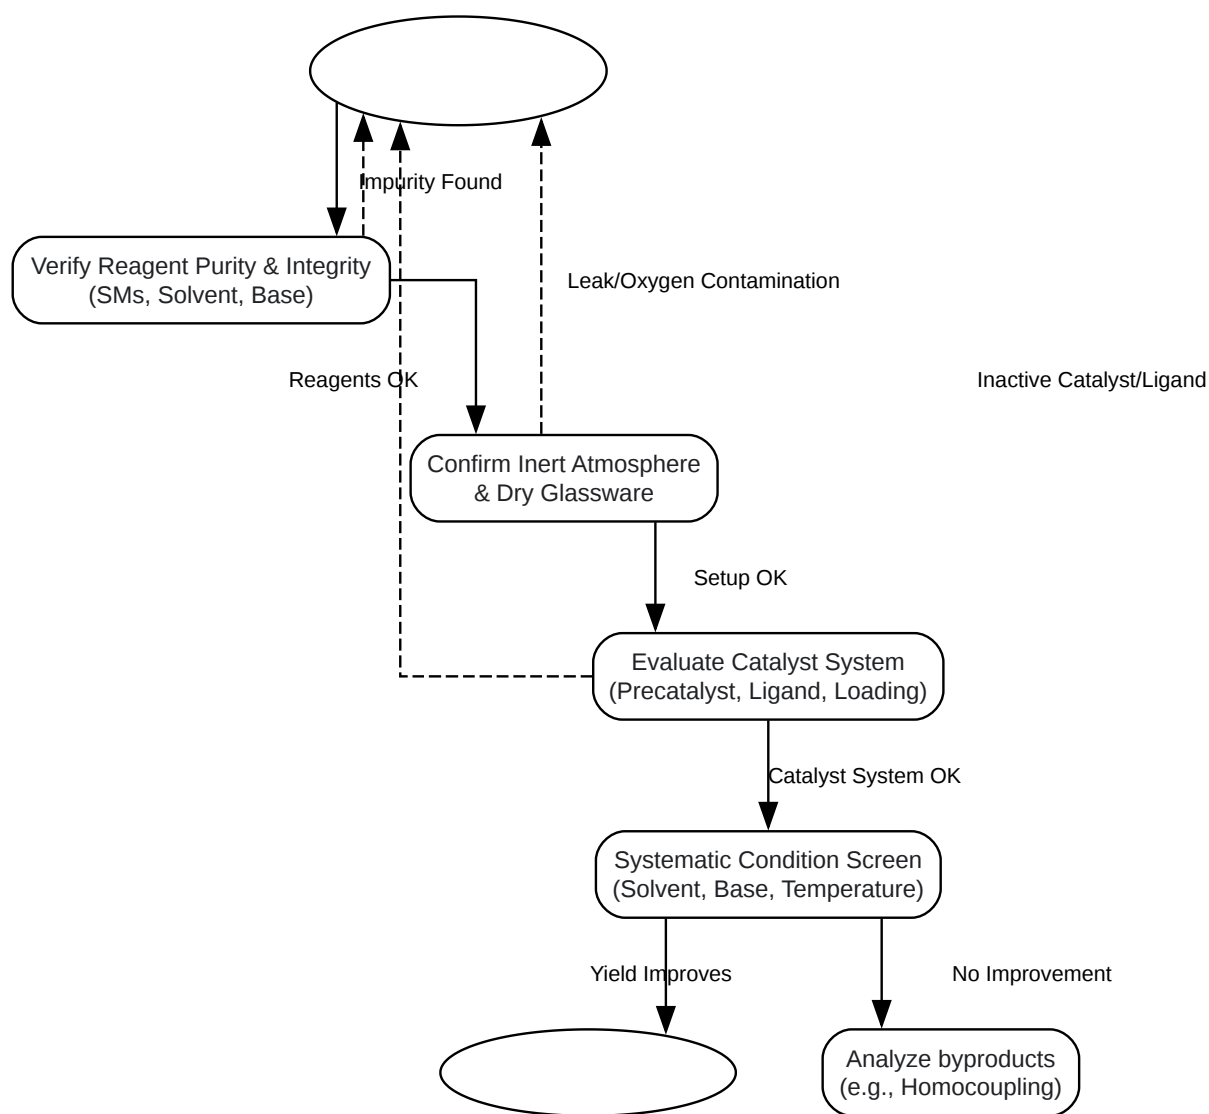 Impurity Found
Verify Reagent Purity & Integrity
(SMs, Solvent, Base)
Leak/Oxygen Contamination
Reagents OK
Inactive Catalyst/Ligand
Confirm Inert Atmosphere
& Dry Glassware
Setup OK
Evaluate Catalyst System
(Precatalyst, Ligand, Loading)
Catalyst System OK
Systematic Condition Screen
(Solvent, Base, Temperature)
Yield Improves
No Improvement
Analyze byproducts
(e.g., Homocoupling)